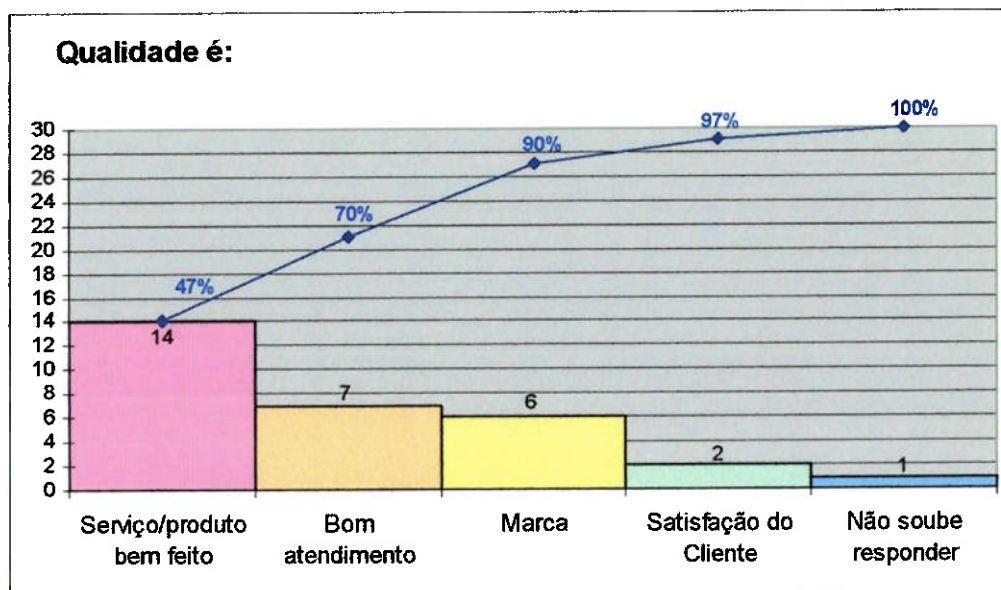 Qualidade é:
30
28
26
24
22
20
18
16
14
12
10
8
6
4
2
0
47%
70%
90%
97%
100%
14
7
6
2
1
Serviço/produto
bem feito
Bom
atendimento
Marca
Satisfação do
Cliente
Não soube
responder